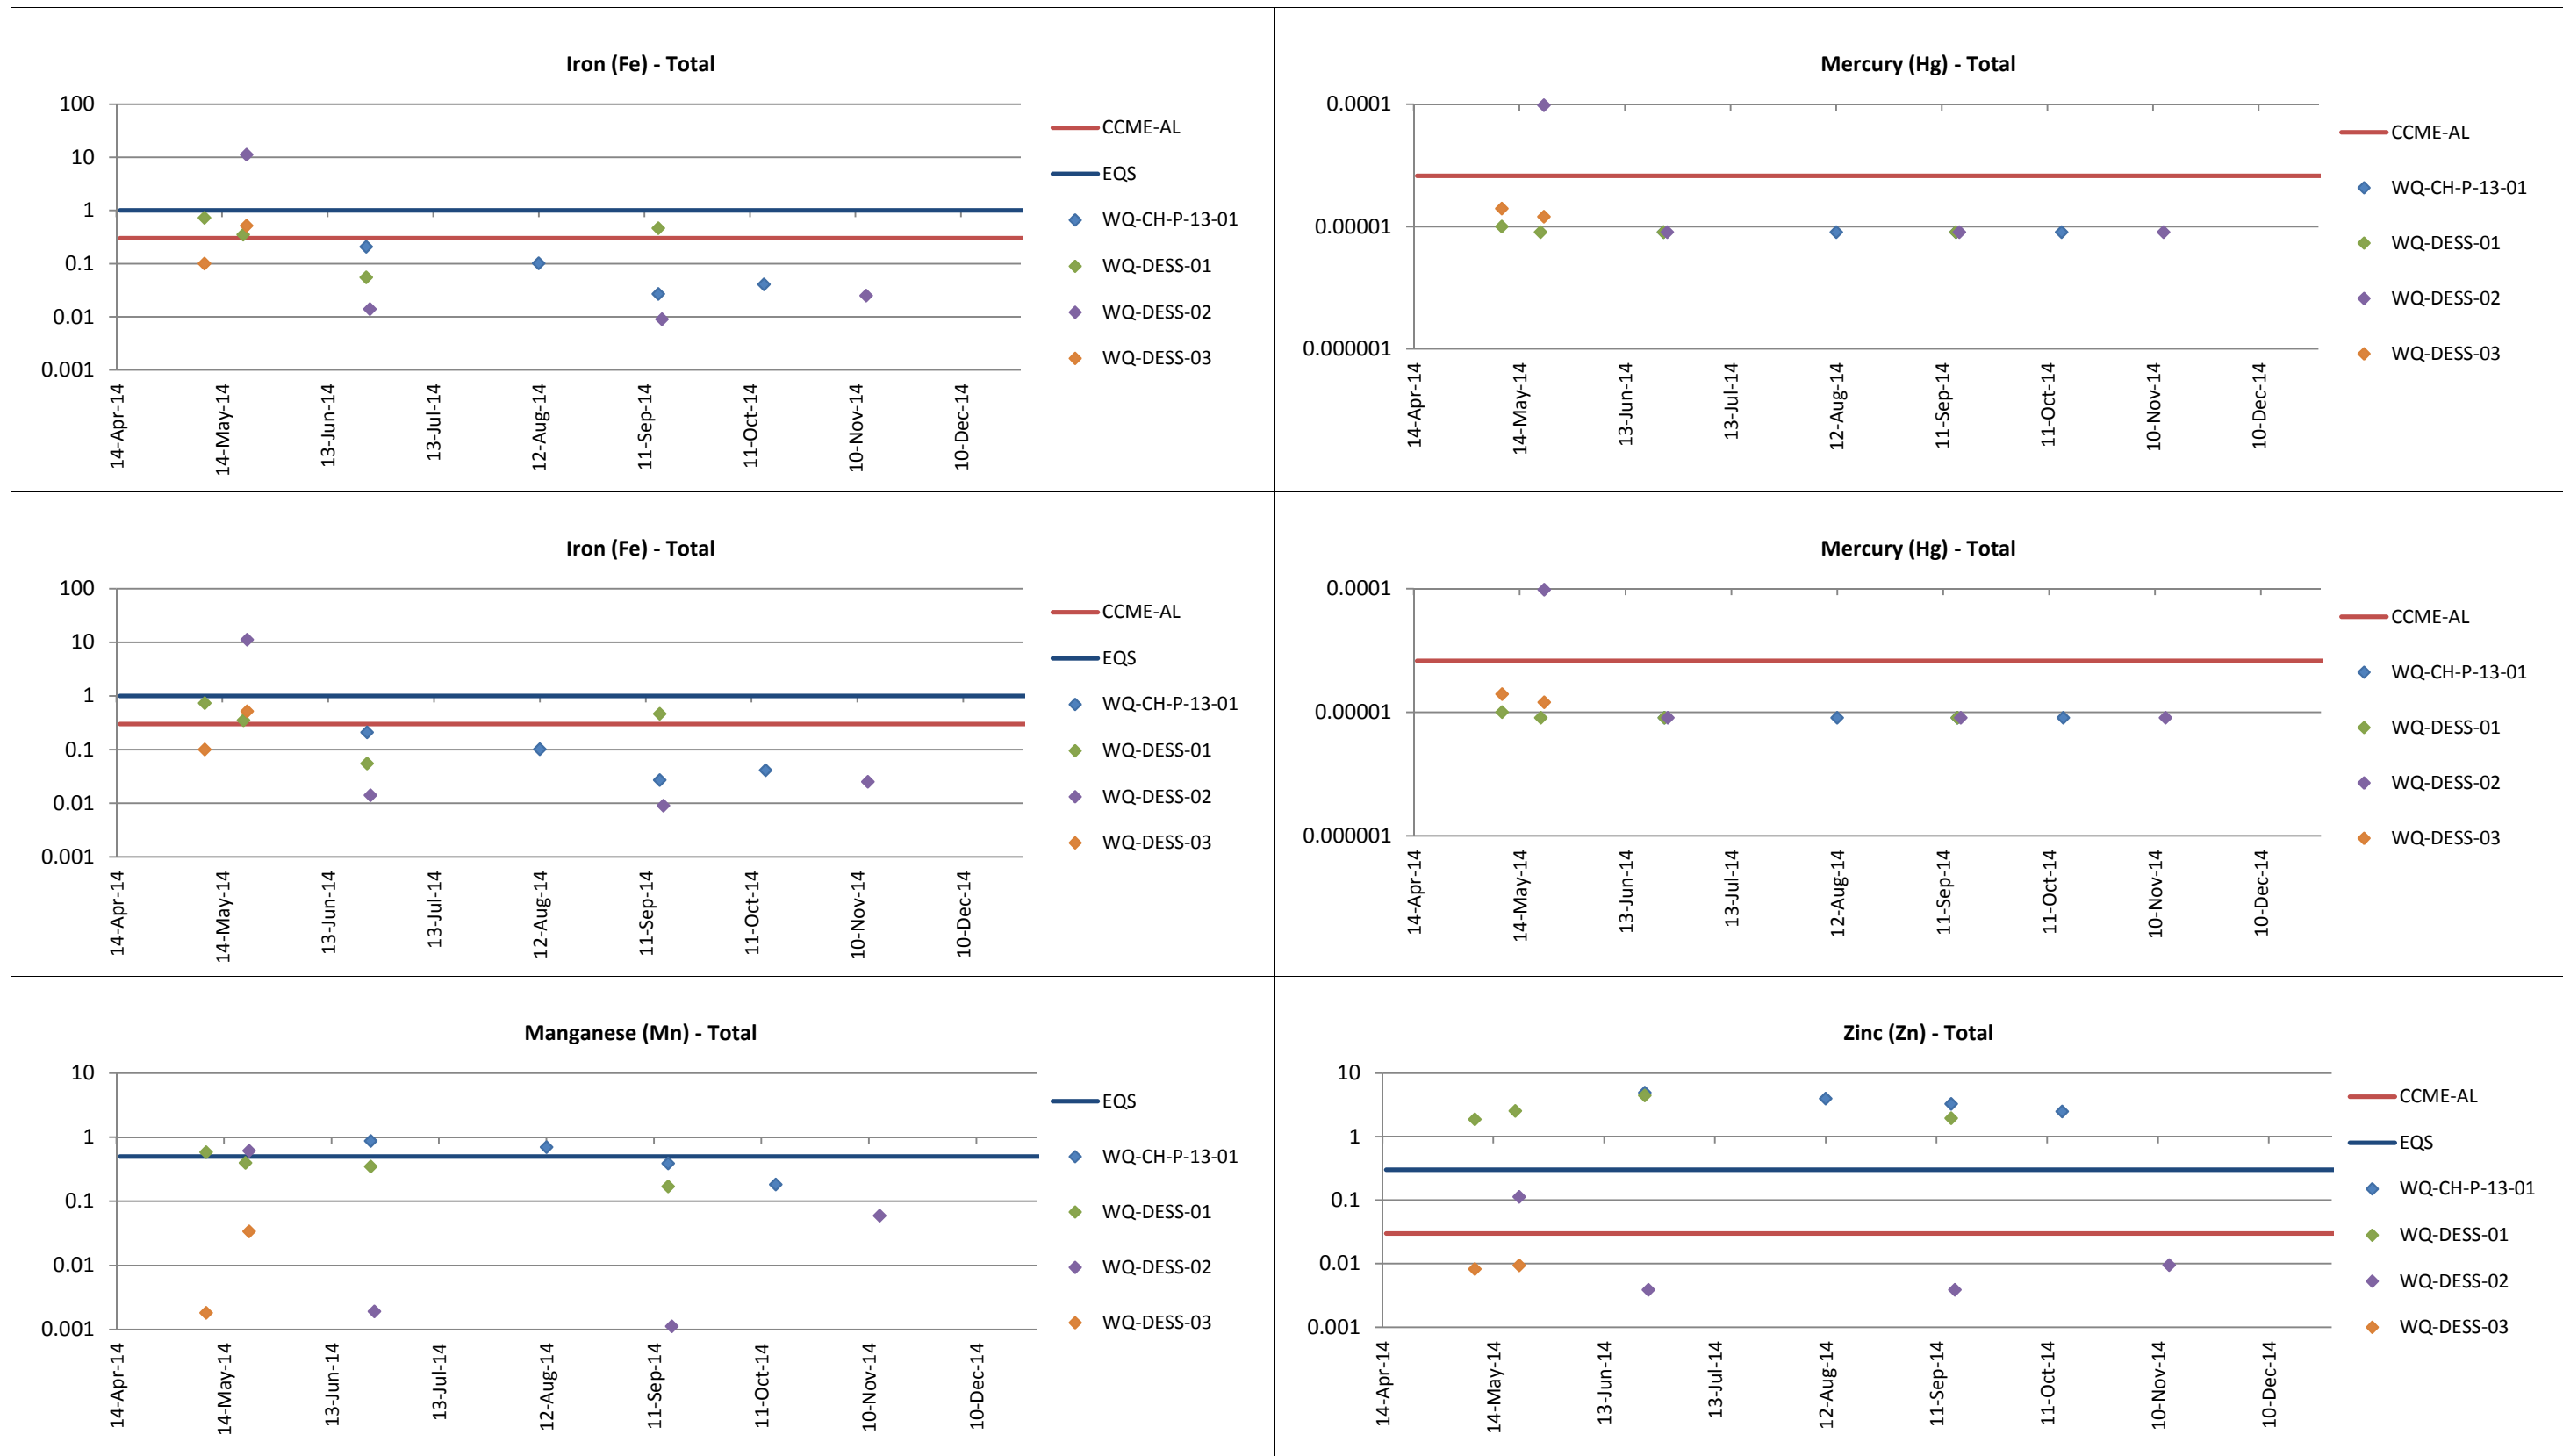 Iron (Fe) - Total
100
10
1
0.1
0.01
0.001
14-Apr-14
14-May-14
13-Jun-14
13-Jul-14
12-Aug-14
11-Sep-14
11-Oct-14
10-Nov-14
10-Dec-14
CCME-AL
EQS
WQ-CH-P-13-01
WQ-DESS-01
WQ-DESS-02
WQ-DESS-03
Mercury (Hg) - Total
0.0001
0.00001
0.000001
14-Apr-14
14-May-14
13-Jun-14
13-Jul-14
12-Aug-14
11-Sep-14
11-Oct-14
10-Nov-14
10-Dec-14
CCME-AL
WQ-CH-P-13-01
WQ-DESS-01
WQ-DESS-02
WQ-DESS-03
Iron (Fe) - Total
100
10
1
0.1
0.01
0.001
14-Apr-14
14-May-14
13-Jun-14
13-Jul-14
12-Aug-14
11-Sep-14
11-Oct-14
10-Nov-14
10-Dec-14
CCME-AL
EQS
WQ-CH-P-13-01
WQ-DESS-01
WQ-DESS-02
WQ-DESS-03
Mercury (Hg) - Total
0.0001
0.00001
0.000001
14-Apr-14
14-May-14
13-Jun-14
13-Jul-14
12-Aug-14
11-Sep-14
11-Oct-14
10-Nov-14
10-Dec-14
CCME-AL
WQ-CH-P-13-01
WQ-DESS-01
WQ-DESS-02
WQ-DESS-03
Manganese (Mn) - Total
10
1
0.1
0.01
0.001
14-Apr-14
14-May-14
13-Jun-14
13-Jul-14
12-Aug-14
11-Sep-14
11-Oct-14
10-Nov-14
10-Dec-14
EQS
WQ-CH-P-13-01
WQ-DESS-01
WQ-DESS-02
WQ-DESS-03
Zinc (Zn) - Total
10
1
0.1
0.01
0.001
14-Apr-14
14-May-14
13-Jun-14
13-Jul-14
12-Aug-14
11-Sep-14
11-Oct-14
10-Nov-14
10-Dec-14
CCME-AL
EQS
WQ-CH-P-13-01
WQ-DESS-01
WQ-DESS-02
WQ-DESS-03